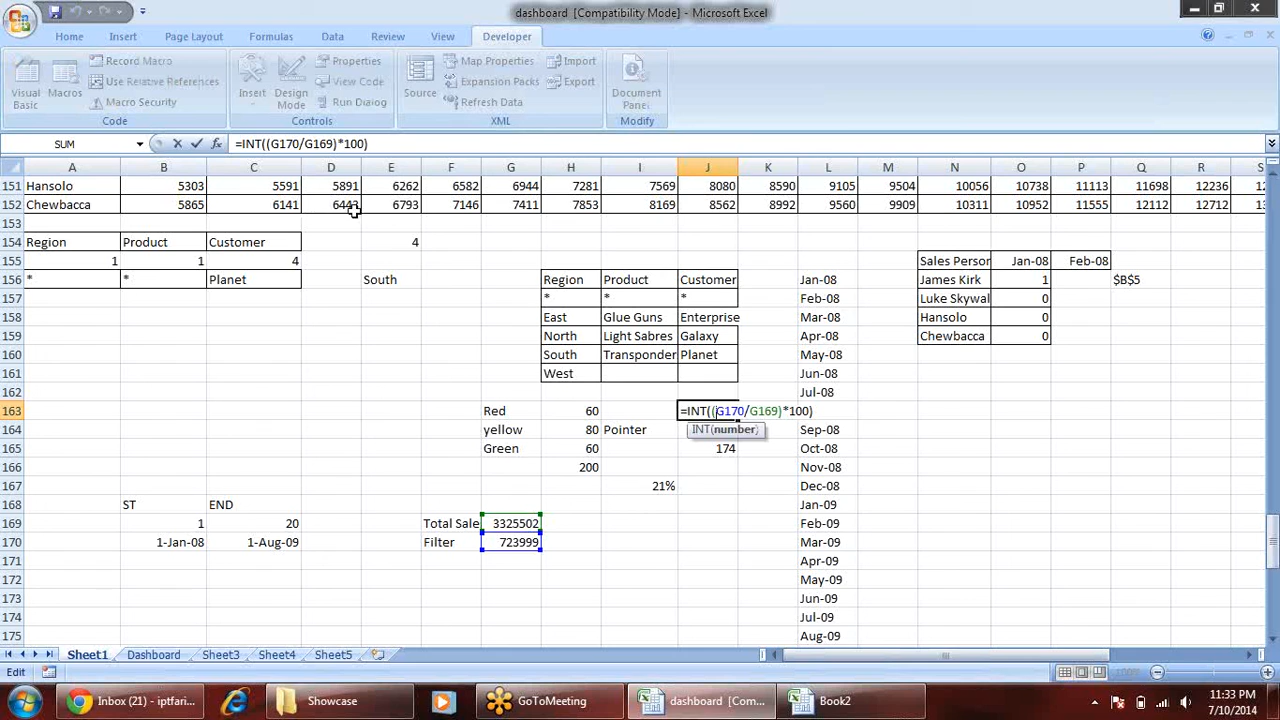 dashboard [Compatibility Mode] - Microsoft Excel
Home Insert Page Layout Formulas Data Review View Developer
Visual Basic Macros Record Macro Use Relative References Macro Security Insert Design Mode Properties View Code Run Dialog Source Map Properties Expansion Packs Refresh Data Import Export Document Panel
Code Controls XML Modify
SUM fx =INT((G170/G169)*100)
A B C D E F G H I J K L M N O P Q R S
151 Hansolo 5303 5591 5891 6262 6582 6944 7281 7569 8080 8590 9105 9504 10056 10738 11113 11698 12236
152 Chewbacca 5865 6141 6443 6793 7146 7411 7853 8169 8562 8992 9560 9909 10311 10952 11555 12112 12712
153
154 Region Product Customer 4
155 1 1 4 Sales Person Jan-08 Feb-08
156 * * Planet South Region Product Customer Jan-08 James Kirk 1 $B$5
157 * * * Feb-08 Luke Skywal 0
158 East Glue Guns Enterprise Mar-08 Hansolo 0
159 North Light Sabres Galaxy Apr-08 Chewbacca 0
160 South Transponder Planet May-08
161 West Jun-08
162 Jul-08
163 Red 60 =INT((G170/G169)*100)
164 yellow 80 Pointer INT(number) Sep-08
165 Green 60 174 Oct-08
166 200 Nov-08
167 21% Dec-08
168 ST END Jan-09
169 1 20 Total Sale 3325502 Feb-09
170 1-Jan-08 1-Aug-09 Filter 723999 Mar-09
171 Apr-09
172 May-09
173 Jun-09
174 Jul-09
175 Aug-09
Sheet1 Dashboard Sheet3 Sheet4 Sheet5
Edit
Inbox (21) - iptfari... Showcase GoToMeeting dashboard [Com... Book2 11:33 PM
7/10/2014